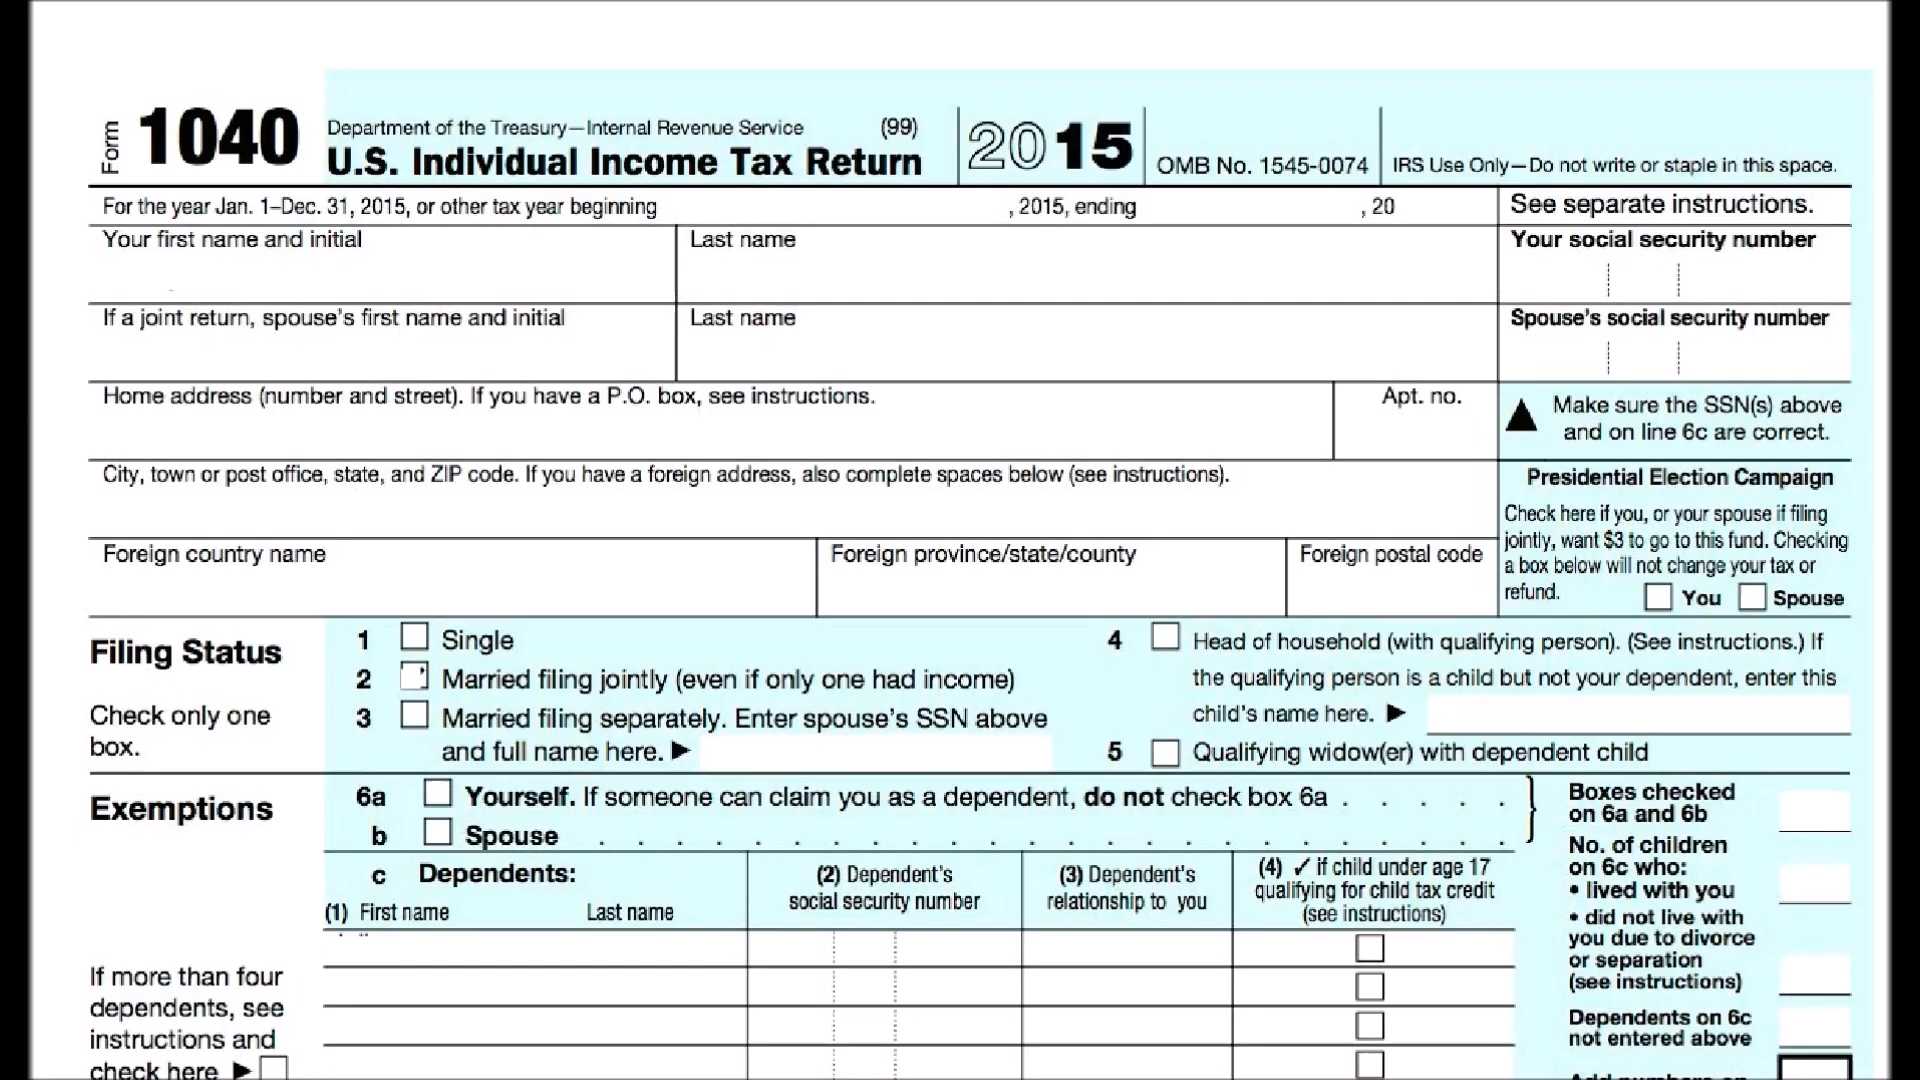 Form 1040 Department of the Treasury—Internal Revenue Service (99)
U.S. Individual Income Tax Return
2015
OMB No. 1545-0074
IRS Use Only—Do not write or staple in this space.
For the year Jan. 1–Dec. 31, 2015, or other tax year beginning , 2015, ending , 20
See separate instructions.
Your first name and initial
Last name
Your social security number
If a joint return, spouse's first name and initial
Last name
Spouse's social security number
Home address (number and street). If you have a P.O. box, see instructions.
Apt. no.
▲ Make sure the SSN(s) above
and on line 6c are correct.
City, town or post office, state, and ZIP code. If you have a foreign address, also complete spaces below (see instructions).
Presidential Election Campaign
Check here if you, or your spouse if filing
jointly, want $3 to go to this fund. Checking
a box below will not change your tax or
refund. You Spouse
Foreign country name
Foreign province/state/county
Foreign postal code
Filing Status
Check only one
box.
1 Single
2 Married filing jointly (even if only one had income)
3 Married filing separately. Enter spouse's SSN above
and full name here. ▶
4 Head of household (with qualifying person). (See instructions.) If
the qualifying person is a child but not your dependent, enter this
child's name here. ▶
5 Qualifying widow(er) with dependent child
Exemptions
6a Yourself. If someone can claim you as a dependent, do not check box 6a . . . . .
b Spouse . . . . . . . . . . . . . . . . . . . . . . . .
c Dependents:
(1) First name Last name
(2) Dependent's
social security number
(3) Dependent's
relationship to you
(4) ✓ if child under age 17
qualifying for child tax credit
(see instructions)
If more than four
dependents, see
instructions and
check here ▶
Boxes checked
on 6a and 6b
No. of children
on 6c who:
• lived with you
• did not live with
you due to divorce
or separation
(see instructions)
Dependents on 6c
not entered above
Add numbers on